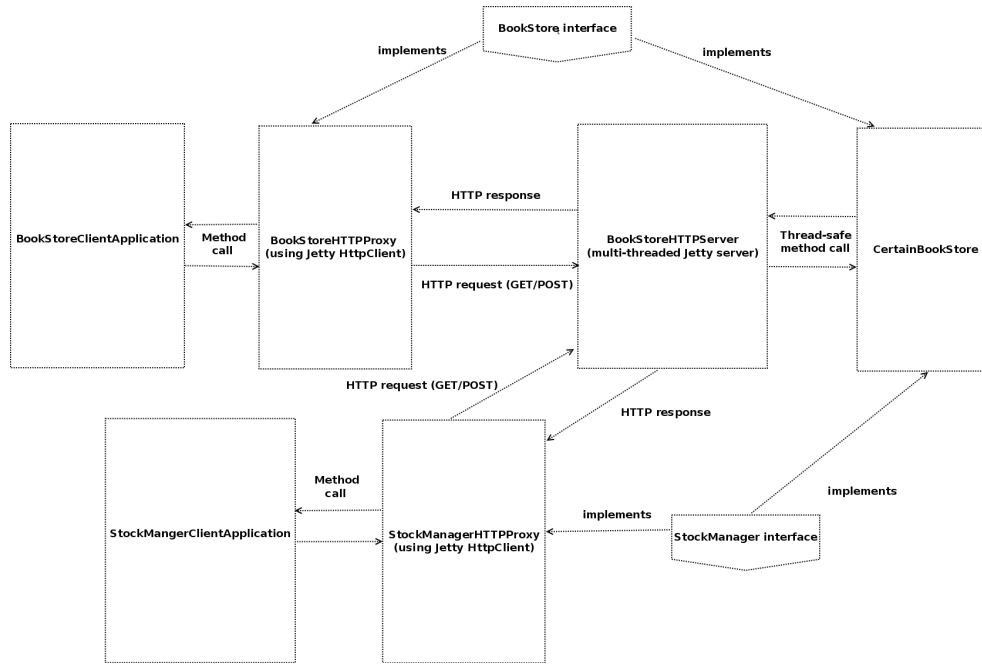 BookStore interface
implements
implements
HTTP response
BookStoreClientApplication
Method
call
BookStoreHTTPProxy
(using Jetty HttpClient)
BookStoreHTTPServer
(multi-threaded Jetty server)
Thread-safe
method call
CertainBookStore
HTTP request (GET/POST)
HTTP request (GET/POST)
HTTP response
Method
call
StockMangerClientApplication
StockManagerHTTPProxy
(using Jetty HttpClient)
implements
implements
StockManager interface